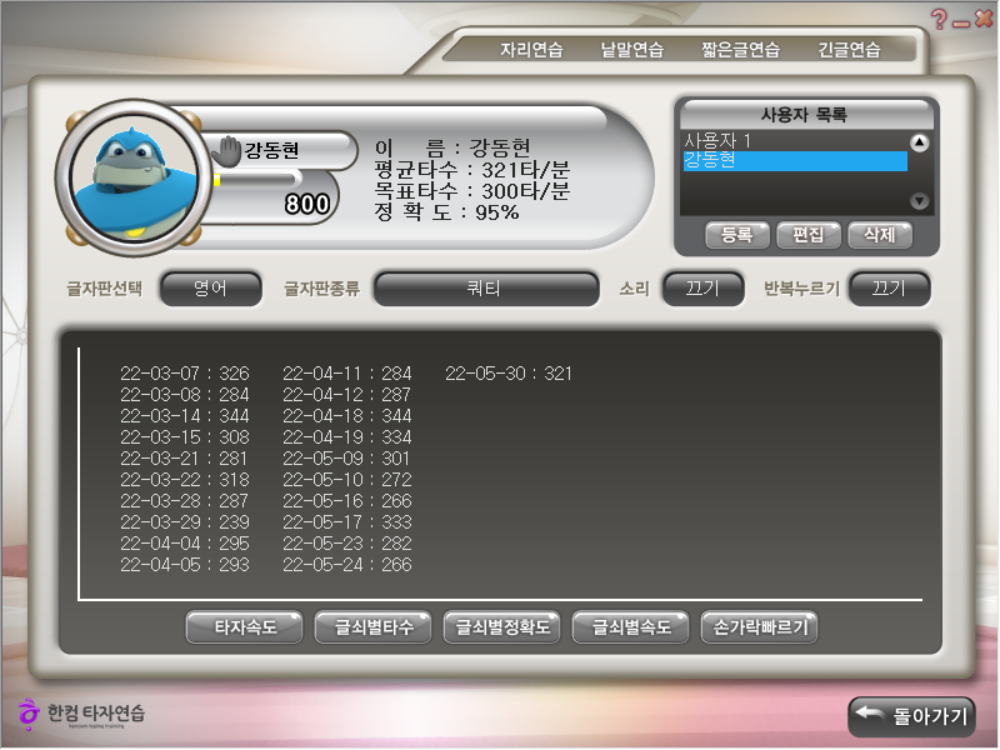 자리연습 낱말연습 짧은글연습 긴글연습
강동현
800
이 름 : 강동현
평균타수 : 321타/분
목표타수 : 300타/분
정 확 도 : 95%
사용자 목록
사용자 1
강동현
등록 편집 삭제
글자판선택 영어 글자판종류 쿼티 소리 끄기 반복누르기 끄기
22-03-07 : 326 22-04-11 : 284 22-05-30 : 321
22-03-08 : 284 22-04-12 : 287
22-03-14 : 344 22-04-18 : 344
22-03-15 : 308 22-04-19 : 334
22-03-21 : 281 22-05-09 : 301
22-03-22 : 318 22-05-10 : 272
22-03-28 : 287 22-05-16 : 266
22-03-29 : 239 22-05-17 : 333
22-04-04 : 295 22-05-23 : 282
22-04-05 : 293 22-05-24 : 266
타자속도 글쇠별타수 글쇠별정확도 글쇠별속도 손가락빠르기
한컴 타자연습
Hancom typing training
돌아가기